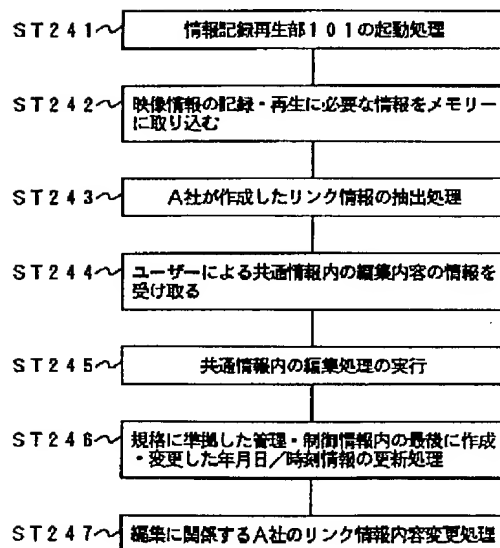 ST241 情報記録再生部101の起動処理
ST242 映像情報の記録・再生に必要な情報をメモリー
に取り込む
ST243 A社が作成したリンク情報の抽出処理
ST244 ユーザーによる共通情報内の編集内容の情報を
受け取る
ST245 共通情報内の編集処理の実行
ST246 規格に準拠した管理・制御情報内の最後に作成
・変更した年月日/時刻情報の更新処理
ST247 編集に関係するA社のリンク情報内容変更処理